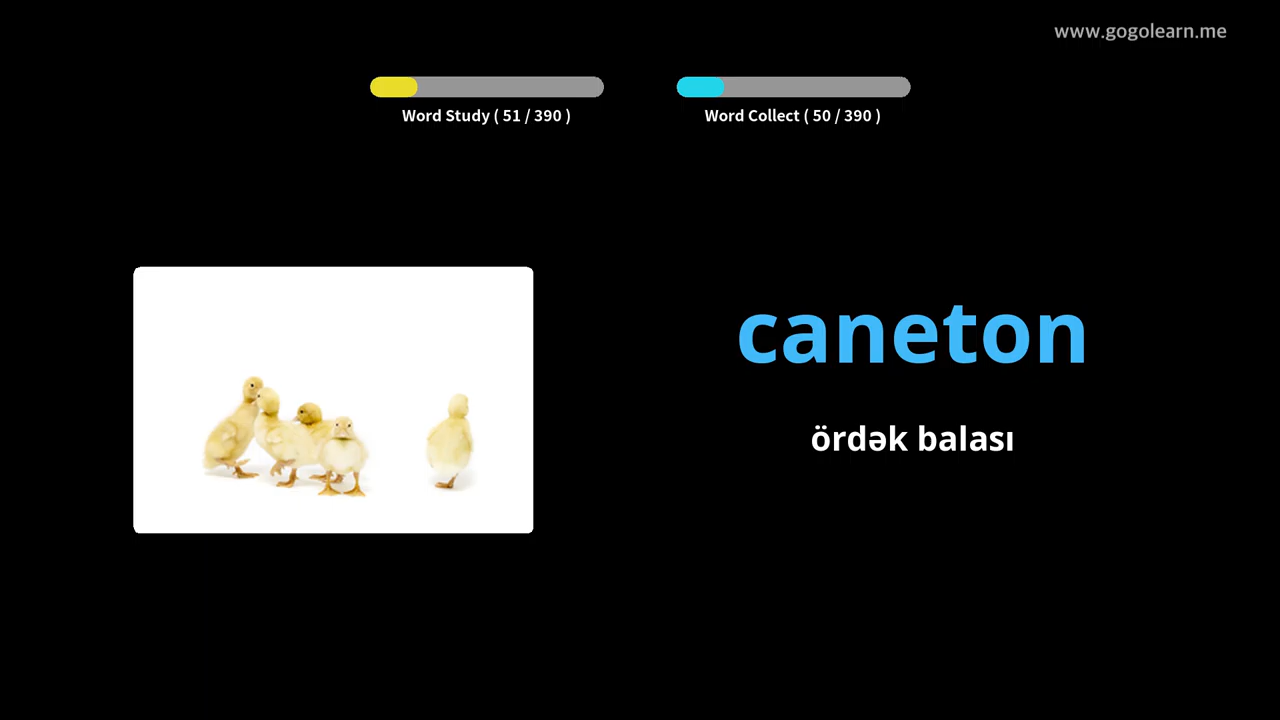 www.gogolearn.me
Word Study ( 51 / 390 )
Word Collect ( 50 / 390 )
caneton
ördək balası